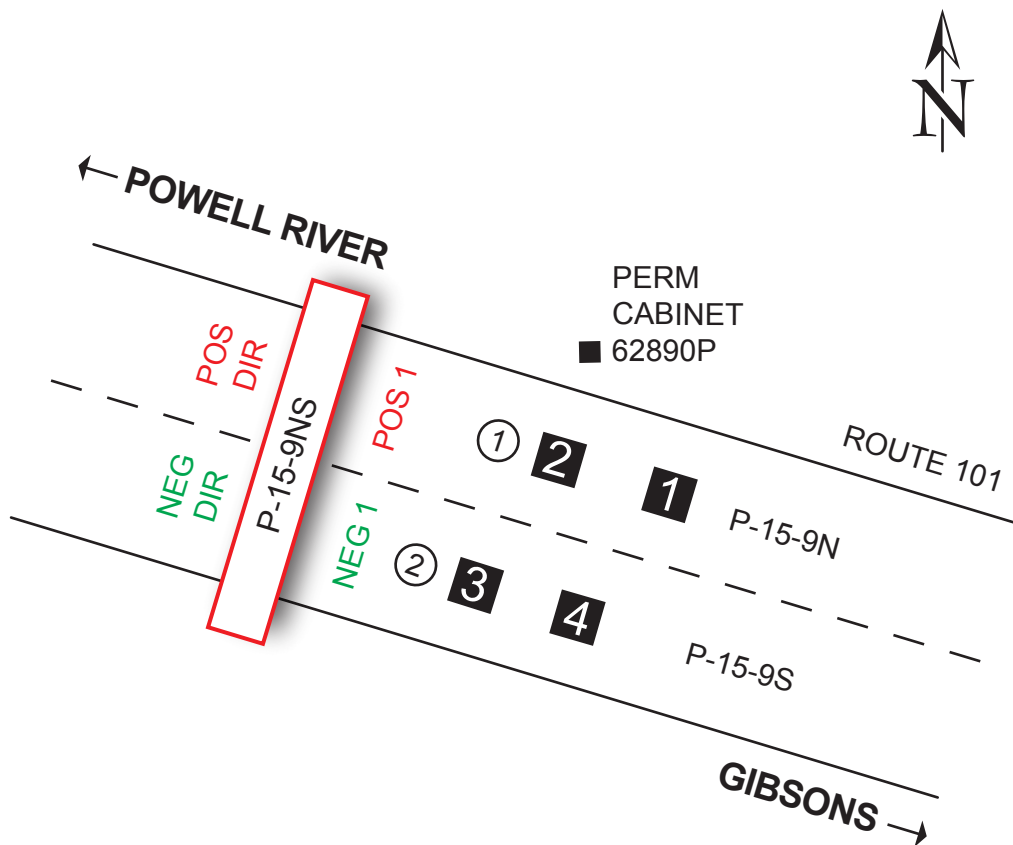 N
POWELL RIVER
PERM
CABINET
62890P
POS
DIR
POS 1
ROUTE 101
P-15-9NS
1
2
1
P-15-9N
NEG
DIR
NEG 1
2
3
4
P-15-9S
GIBSONS